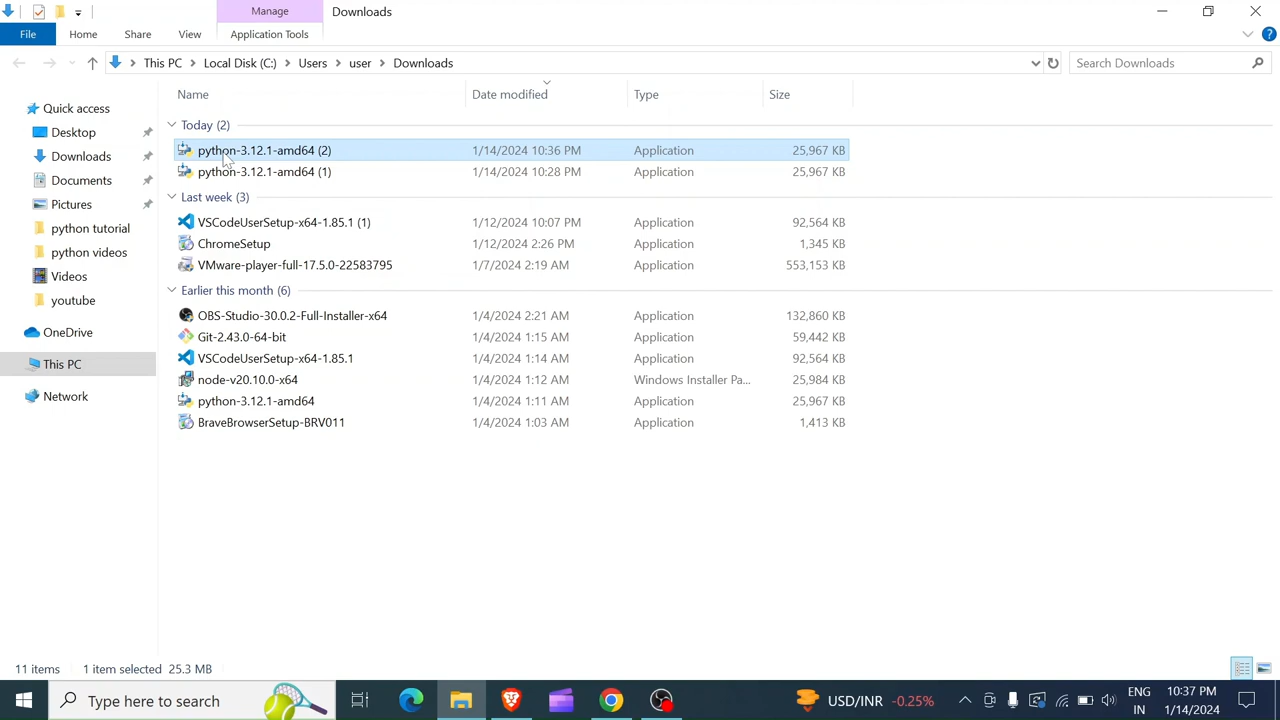 Manage
Downloads
File
Home
Share
View
Application Tools
This PC
Local Disk (C:)
Users
user
Downloads
Search Downloads
Name
Date modified
Type
Size
Quick access
Desktop
Downloads
Documents
Pictures
python tutorial
python videos
Videos
youtube
OneDrive
This PC
Network
Today (2)
python-3.12.1-amd64 (2) 1/14/2024 10:36 PM Application 25,967 KB
python-3.12.1-amd64 (1) 1/14/2024 10:28 PM Application 25,967 KB
Last week (3)
VSCodeUserSetup-x64-1.85.1 (1) 1/12/2024 10:07 PM Application 92,564 KB
ChromeSetup 1/12/2024 2:26 PM Application 1,345 KB
VMware-player-full-17.5.0-22583795 1/7/2024 2:19 AM Application 553,153 KB
Earlier this month (6)
OBS-Studio-30.0.2-Full-Installer-x64 1/4/2024 2:21 AM Application 132,860 KB
Git-2.43.0-64-bit 1/4/2024 1:15 AM Application 59,442 KB
VSCodeUserSetup-x64-1.85.1 1/4/2024 1:14 AM Application 92,564 KB
node-v20.10.0-x64 1/4/2024 1:12 AM Windows Installer Pa... 25,984 KB
python-3.12.1-amd64 1/4/2024 1:11 AM Application 25,967 KB
BraveBrowserSetup-BRV011 1/4/2024 1:03 AM Application 1,413 KB
11 items 1 item selected 25.3 MB
Type here to search
USD/INR -0.25%
ENG
IN
10:37 PM
1/14/2024